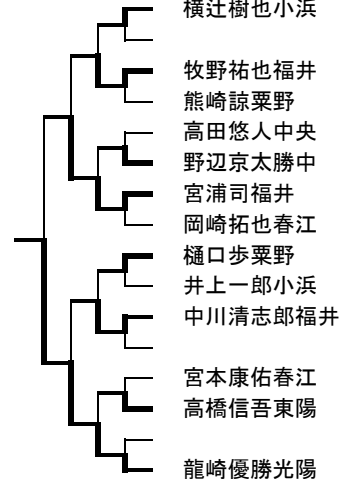 横辻樹也小浜
牧野祐也福井
熊崎諒粟野
高田悠人中央
野辺京太勝中
宮浦司福井
岡崎拓也春江
樋口歩粟野
井上一郎小浜
中川清志郎福井
宮本康佑春江
高橋信吾東陽
龍崎優勝光陽